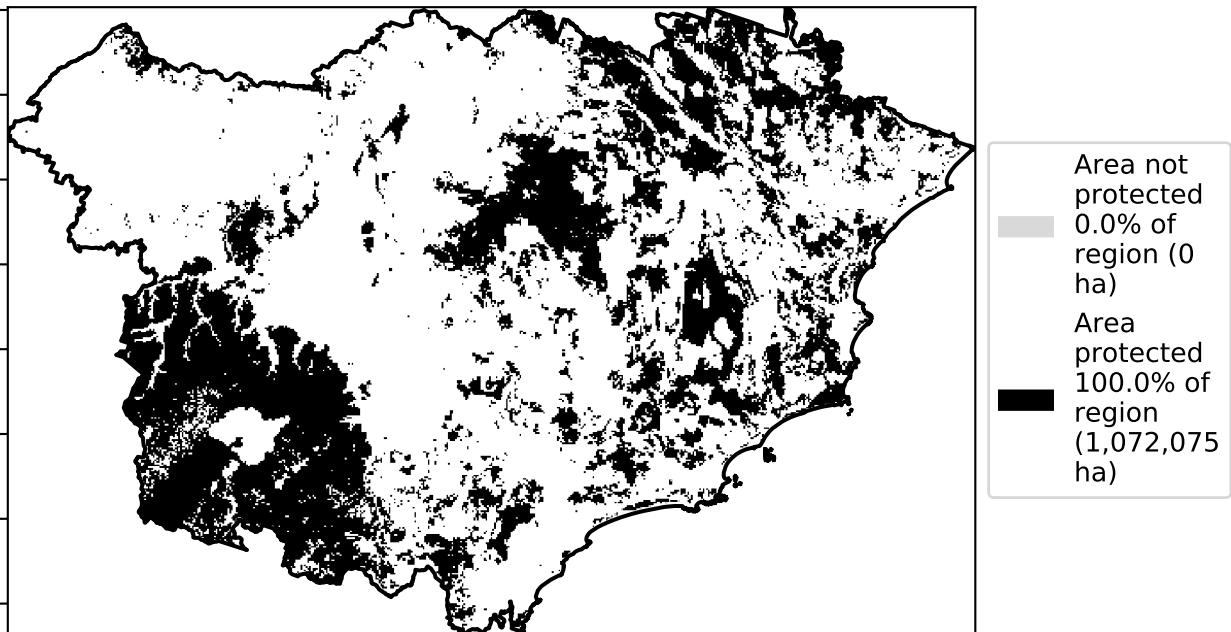 Area not
protected
0.0% of
region (0
ha)
Area
protected
100.0% of
region
(1,072,075
ha)